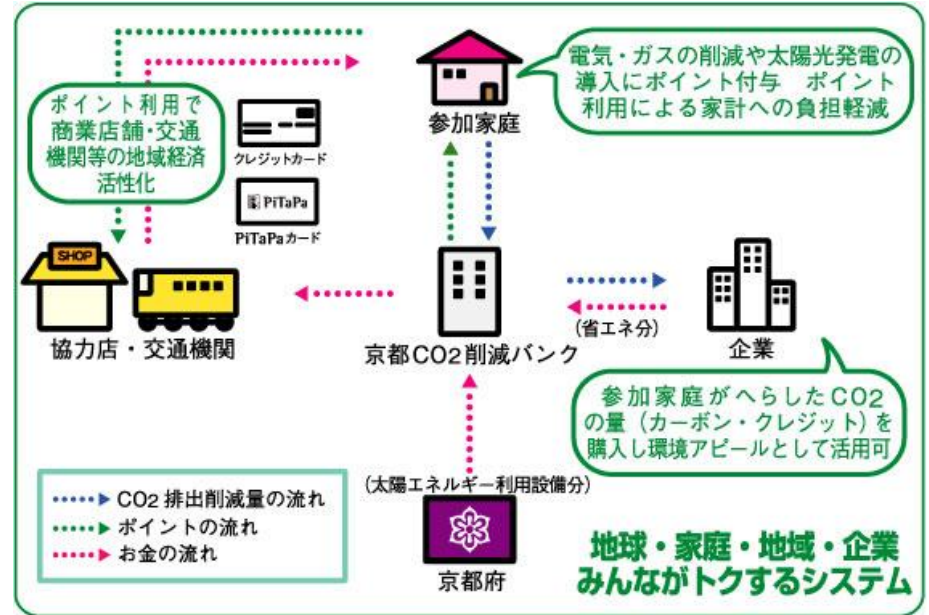 電気・ガスの削減や太陽光発電の
導入にポイント付与　ポイント
利用による家計への負担軽減
参加家庭
ポイント利用で
商業店舗・交通
機関等の地域経済
活性化
クレジットカード
PiTaPa
PiTaPaカード
SHOP
協力店・交通機関
京都CO2削減バンク
(省エネ分)
企業
参加家庭がへらしたCO2
の量（カーボン・クレジット）を
購入し環境アピールとして活用可
(太陽エネルギー利用設備分)
京都府
CO2排出削減量の流れ
ポイントの流れ
お金の流れ
地球・家庭・地域・企業
みんながトクするシステム